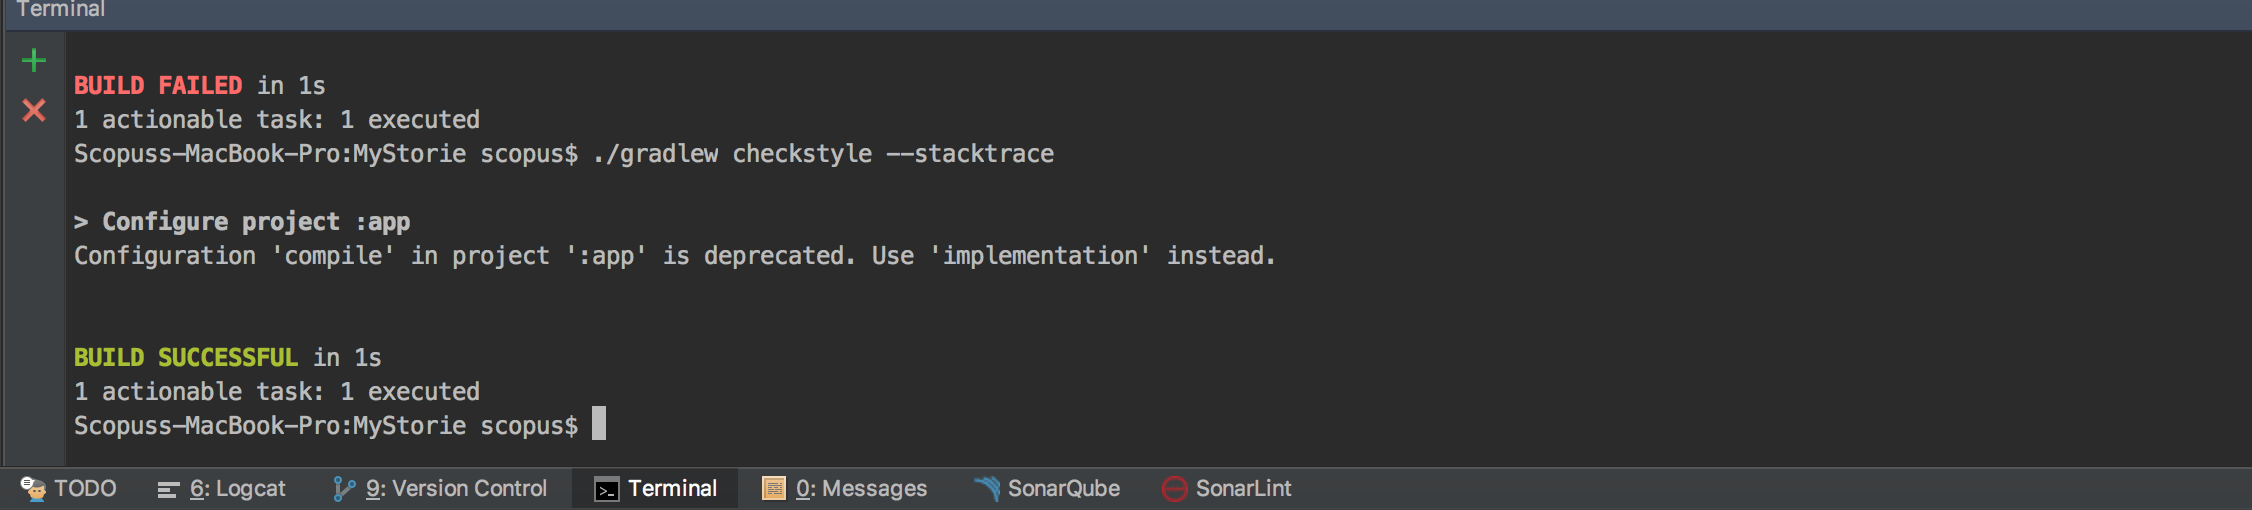 Terminal
BUILD FAILED in 1s
1 actionable task: 1 executed
Scopuss-MacBook-Pro:MyStorie scopus$ ./gradlew checkstyle --stacktrace
> Configure project :app
Configuration 'compile' in project ':app' is deprecated. Use 'implementation' instead.
BUILD SUCCESSFUL in 1s
1 actionable task: 1 executed
Scopuss-MacBook-Pro:MyStorie scopus$
TODO 6: Logcat 9: Version Control Terminal 0: Messages SonarQube SonarLint